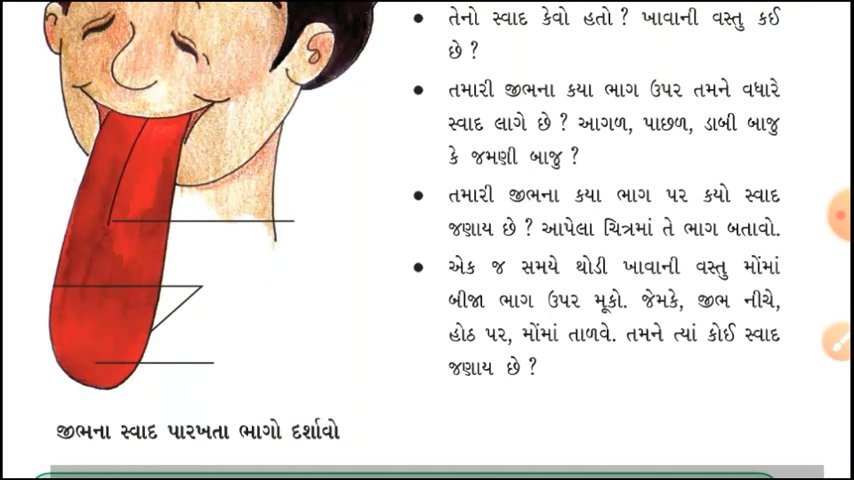 • તેનો સ્વાદ કેવો હતો ? ખાવાની વસ્તુ કઈ
છે ?
• તમારી જીભના કયા ભાગ ઉપર તમને વધારે
સ્વાદ લાગે છે ? આગળ, પાછળ, ડાબી બાજુ
કે જમણી બાજુ ?
• તમારી જીભના કયા ભાગ પર કયો સ્વાદ
જણાય છે ? આપેલા ચિત્રમાં તે ભાગ બતાવો.
• એક જ સમયે થોડી ખાવાની વસ્તુ મોંમાં
બીજા ભાગ ઉપર મૂકો. જેમકે, જીભ નીચે,
હોઠ પર, મોંમાં તાળવે. તમને ત્યાં કોઈ સ્વાદ
જણાય છે ?
જીભના સ્વાદ પારખતા ભાગો દર્શાવો